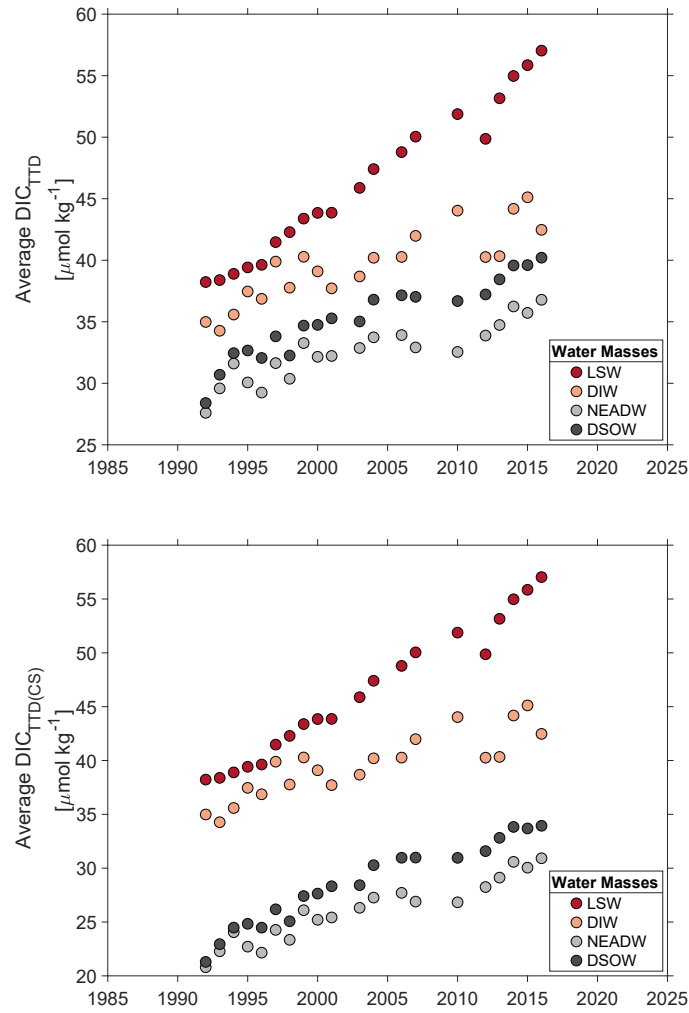 60
55
50
45
40
35
30
25
Average DIC_TTD
[μmol kg⁻¹]
Water Masses
LSW
DIW
NEADW
DSOW
1985 1990 1995 2000 2005 2010 2015 2020 2025
60
55
50
45
40
35
30
25
20
Average DIC_TTD(CS)
[μmol kg⁻¹]
Water Masses
LSW
DIW
NEADW
DSOW
1985 1990 1995 2000 2005 2010 2015 2020 2025